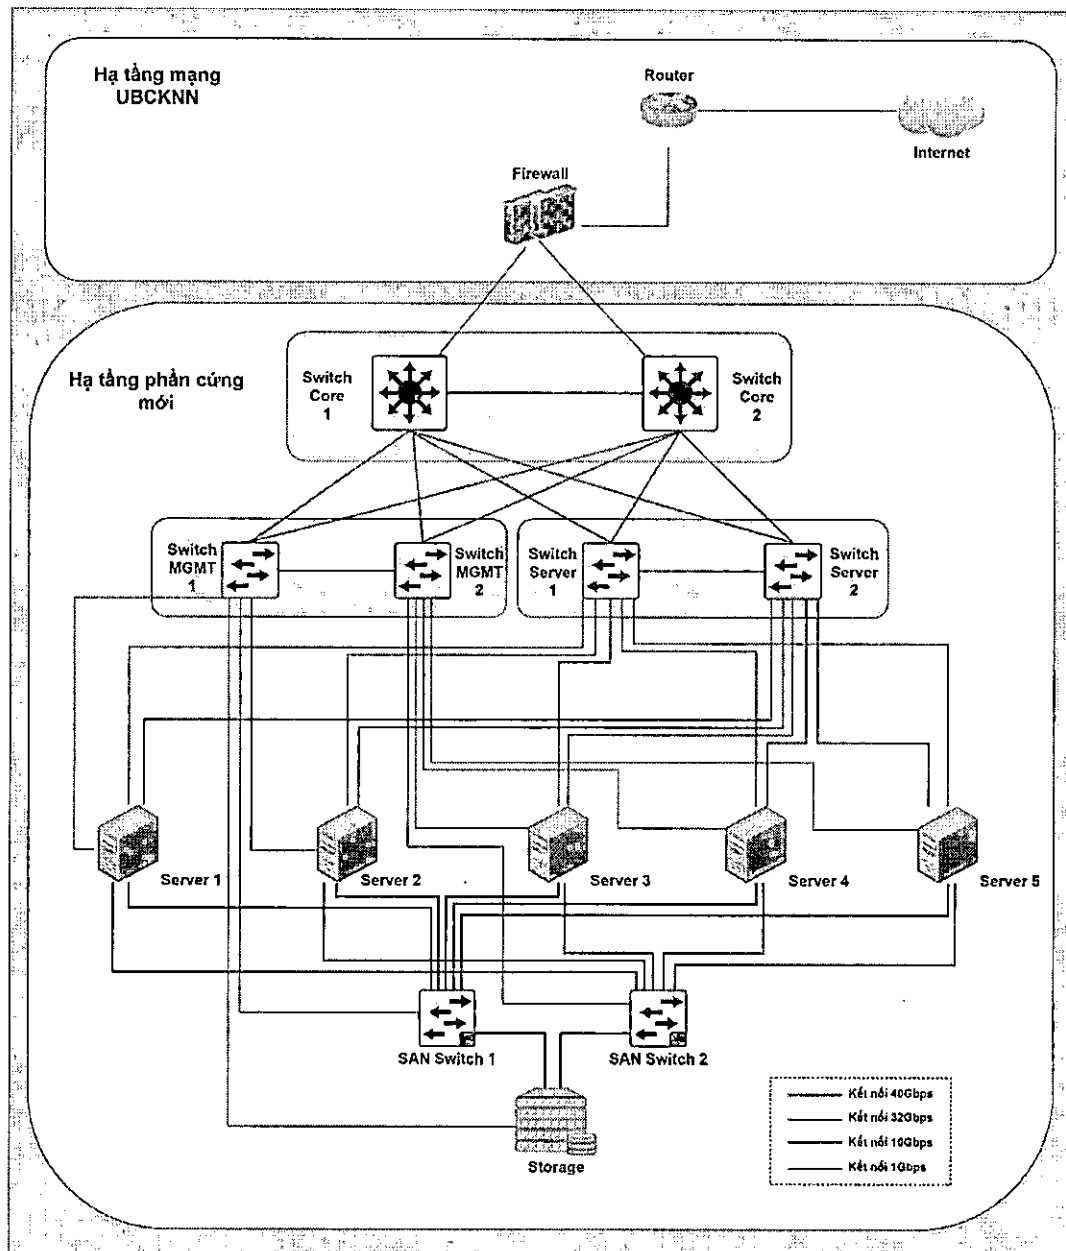 Hạ tầng mạng
UBCKNN
Router
Internet
Firewall
Hạ tầng phần cứng
mới
Switch
Core
1
Switch
Core
2
Switch
MGMT
1
Switch
MGMT
2
Switch
Server
1
Switch
Server
2
Server 1
Server 2
Server 3
Server 4
Server 5
SAN Switch 1
SAN Switch 2
Storage
Kết nối 40Gbps
Kết nối 32Gbps
Kết nối 10Gbps
Kết nối 1Gbps